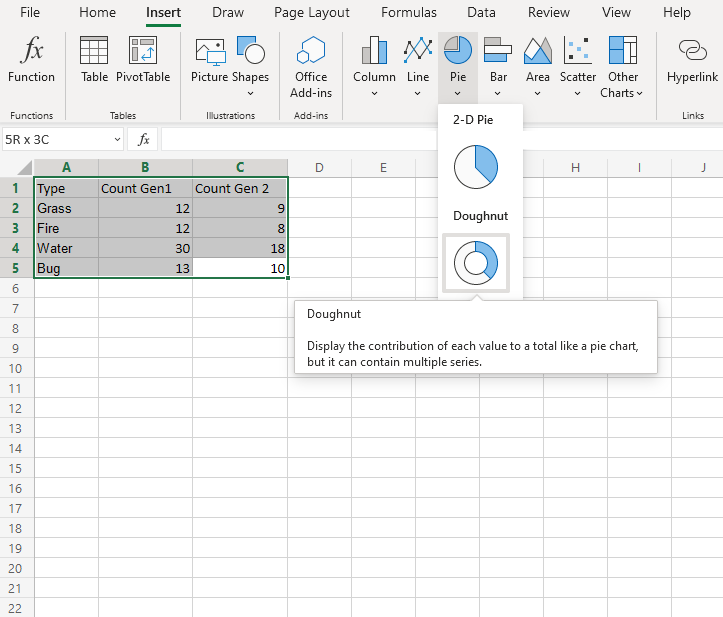 File Home Insert Draw Page Layout Formulas Data Review View Help
fx
Function Table PivotTable Picture Shapes Office Add-ins Column Line Pie Bar Area Scatter Other Charts Hyperlink
Functions Tables Illustrations Add-ins Links
2-D Pie
5R x 3C fx
A B C D E H I J
1 Type Count Gen1 Count Gen 2
2 Grass 12 9
3 Fire 12 8
4 Water 30 18
5 Bug 13 10
Doughnut
6
7
Doughnut
8
9
Display the contribution of each value to a total like a pie chart,
but it can contain multiple series.
10
11
12
13
14
15
16
17
18
19
20
21
22